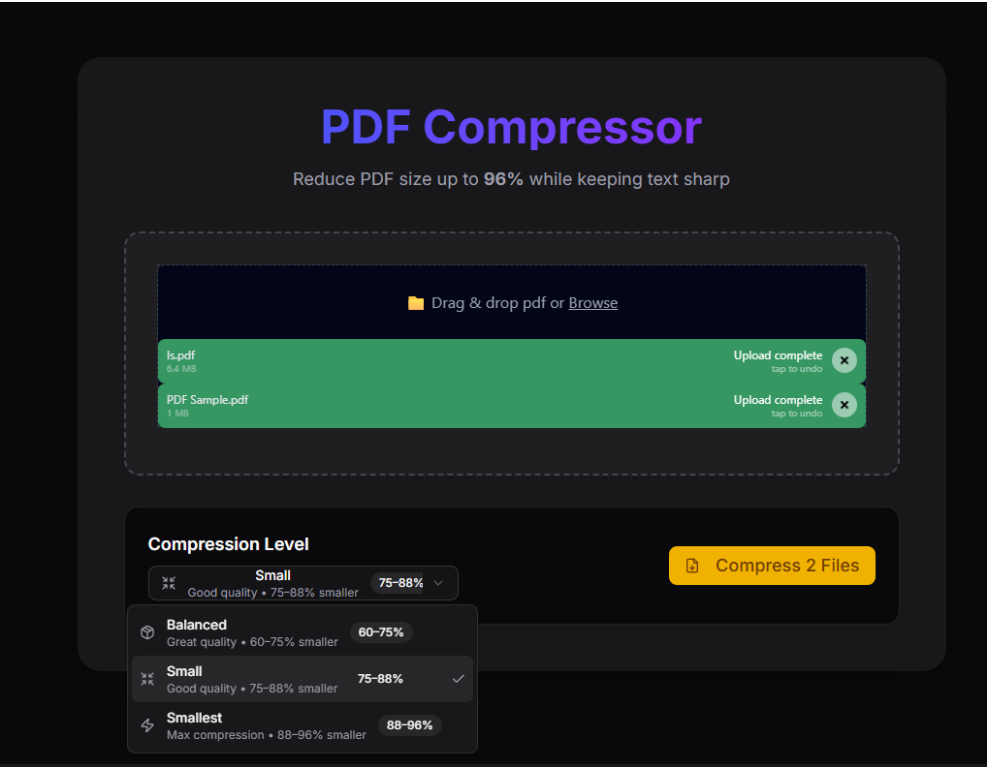 PDF Compressor
Reduce PDF size up to 96% while keeping text sharp
Drag & drop pdf or Browse
ls.pdf
6.4 MB
Upload complete
tap to undo
PDF Sample.pdf
1 MB
Upload complete
tap to undo
Compression Level
Small
Good quality • 75–88% smaller
75–88%
Compress 2 Files
Balanced
Great quality • 60–75% smaller
60–75%
Small
Good quality • 75–88% smaller
75–88%
Smallest
Max compression • 88–96% smaller
88–96%